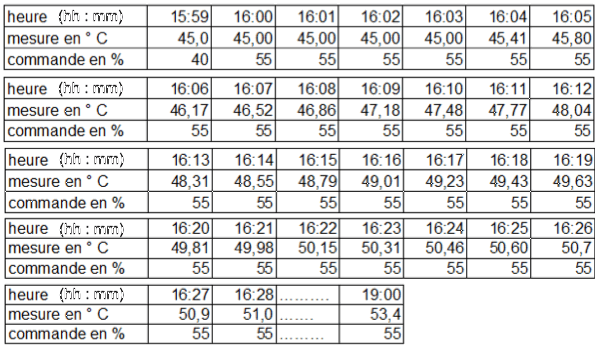 heure (hh : mm) 15:59 16:00 16:01 16:02 16:03 16:04 16:05
mesure en ° C 45,0 45,00 45,00 45,00 45,00 45,41 45,80
commande en % 40 55 55 55 55 55 55
heure (hh : mm) 16:06 16:07 16:08 16:09 16:10 16:11 16:12
mesure en ° C 46,17 46,52 46,86 47,18 47,48 47,77 48,04
commande en % 55 55 55 55 55 55 55
heure (hh : mm) 16:13 16:14 16:15 16:16 16:17 16:18 16:19
mesure en ° C 48,31 48,55 48,79 49,01 49,23 49,43 49,63
commande en % 55 55 55 55 55 55 55
heure (hh : mm) 16:20 16:21 16:22 16:23 16:24 16:25 16:26
mesure en ° C 49,81 49,98 50,15 50,31 50,46 50,60 50,7
commande en % 55 55 55 55 55 55 55
heure (hh : mm) 16:27 16:28 .......... 19:00
mesure en ° C 50,9 51,0 ....... 53,4
commande en % 55 55 ......... 55